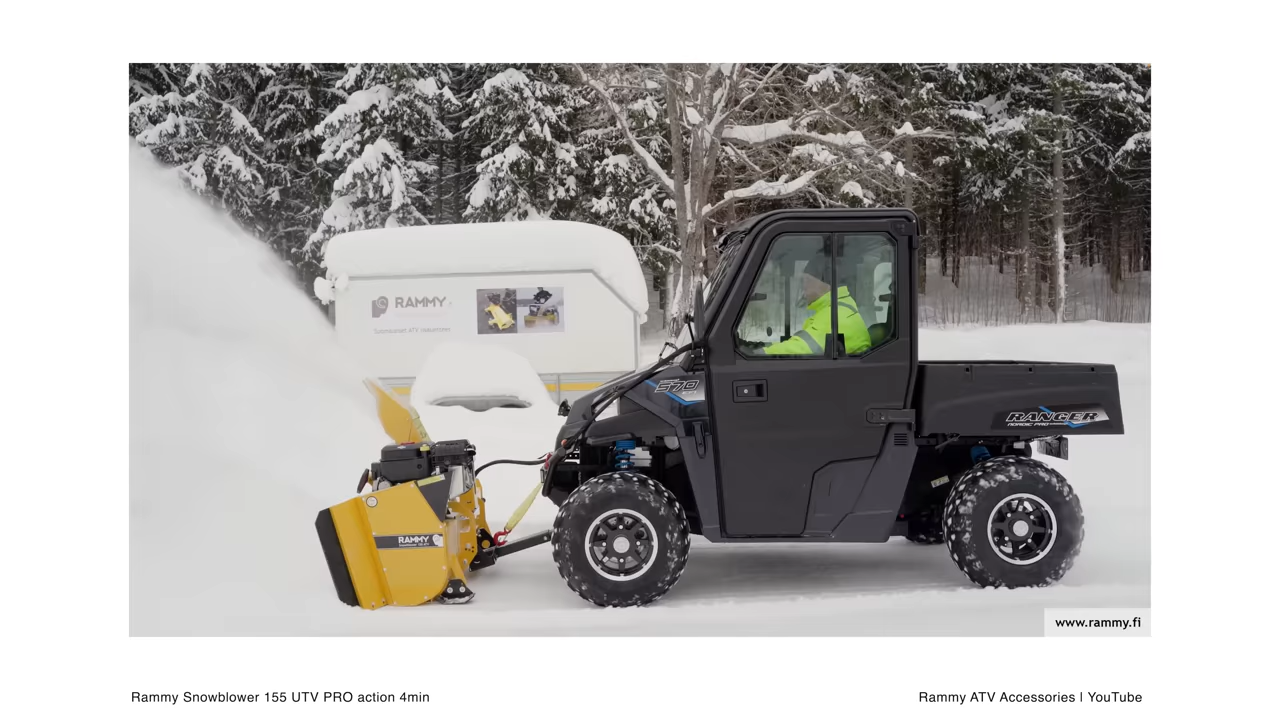 RAMMY
570
RANGER
NORDIC PRO
RAMMY
www.rammy.fi
Rammy Snowblower 155 UTV PRO action 4min
Rammy ATV Accessories | YouTube